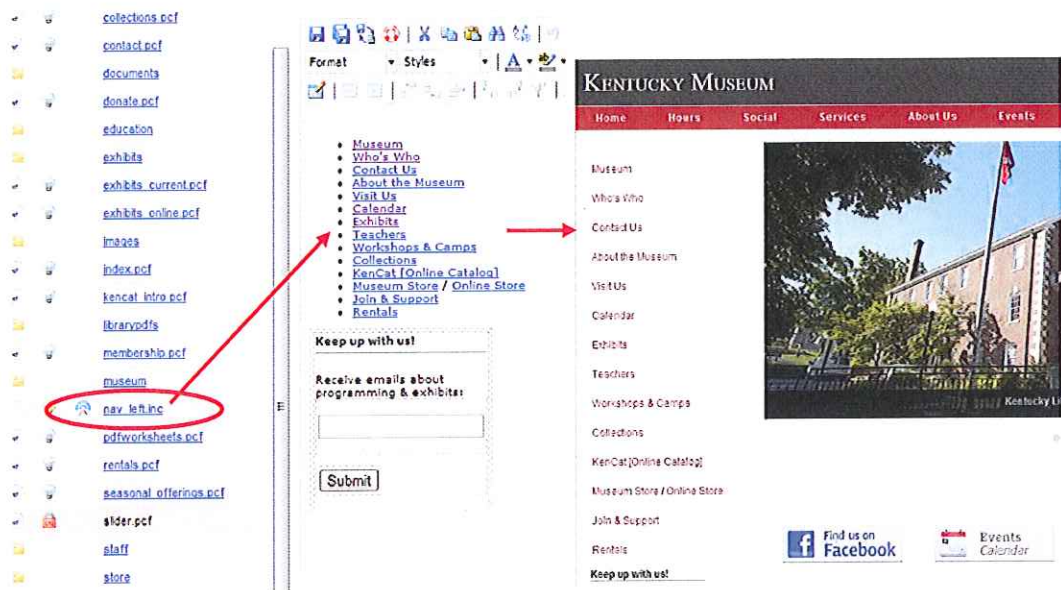 collections.pcf
contact.pcf
documents
donate.pcf
education
exhibits
exhibits_current.pcf
exhibits_online.pcf
images
index.pcf
kencat_intro.pcf
librarypdfs
membership.pcf
museum
nav_left.inc
pdfworksheets.pcf
rentals.pcf
seasonal_offerings.pcf
slider.pcf
staff
store
Format Styles A ab
Museum
Who's Who
Contact Us
About the Museum
Visit Us
Calendar
Exhibits
Teachers
Workshops & Camps
Collections
KenCat [Online Catalog]
Museum Store / Online Store
Join & Support
Rentals
Keep up with us!
Receive emails about
programming & exhibits:
Submit
KENTUCKY MUSEUM
Home Hours Social Services About Us Events
Museum
Who's Who
Contact Us
About the Museum
Visit Us
Calendar
Exhibits
Teachers
Workshops & Camps
Collections
KenCat [Online Catalog]
Museum Store / Online Store
Join & Support
Rentals
Keep up with us!
Kentucky Li
Find us on
Facebook
Events
Calendar